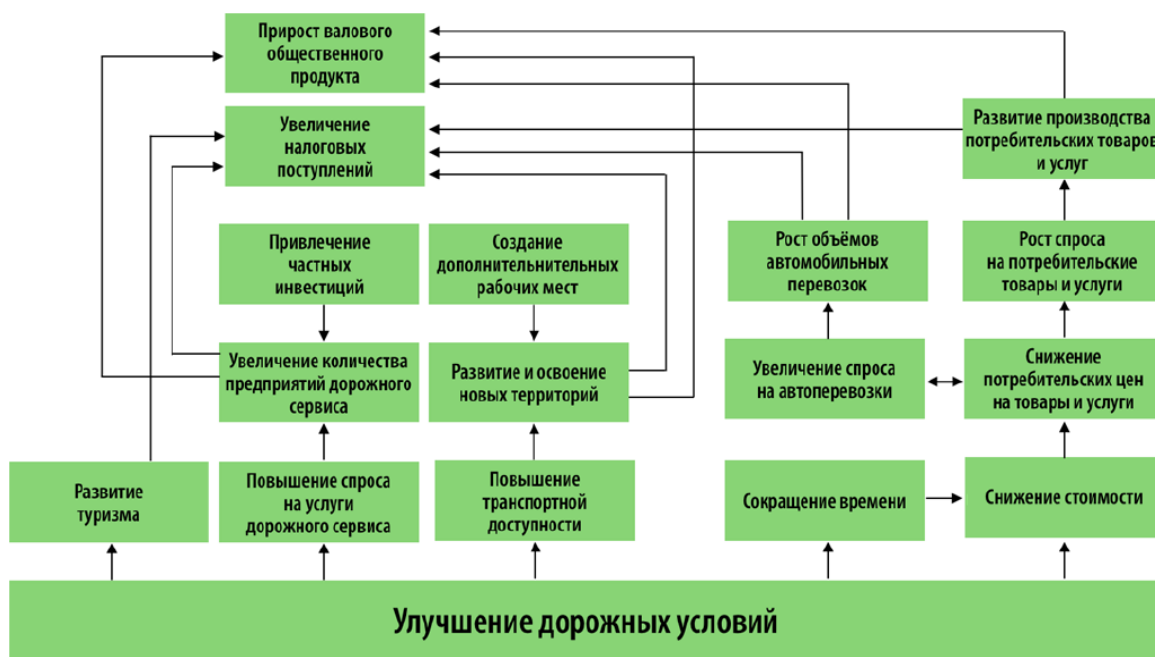 Прирост валового
общественного
продукта
Увеличение
налоговых
поступлений
Развитие производства
потребительских товаров
и услуг
Привлечение
частных
инвестиций
Создание
дополнительнительных
рабочих мест
Рост объёмов
автомобильных
перевозок
Рост спроса
на потребительские
товары и услуги
Увеличение количества
предприятий дорожного
сервиса
Развитие и освоение
новых территорий
Увеличение спроса
на автоперевозки
Снижение
потребительских цен
на товары и услуги
Развитие
туризма
Повышение спроса
на услуги
дорожного сервиса
Повышение
транспортной
доступности
Сокращение времени
Снижение стоимости
Улучшение дорожных условий